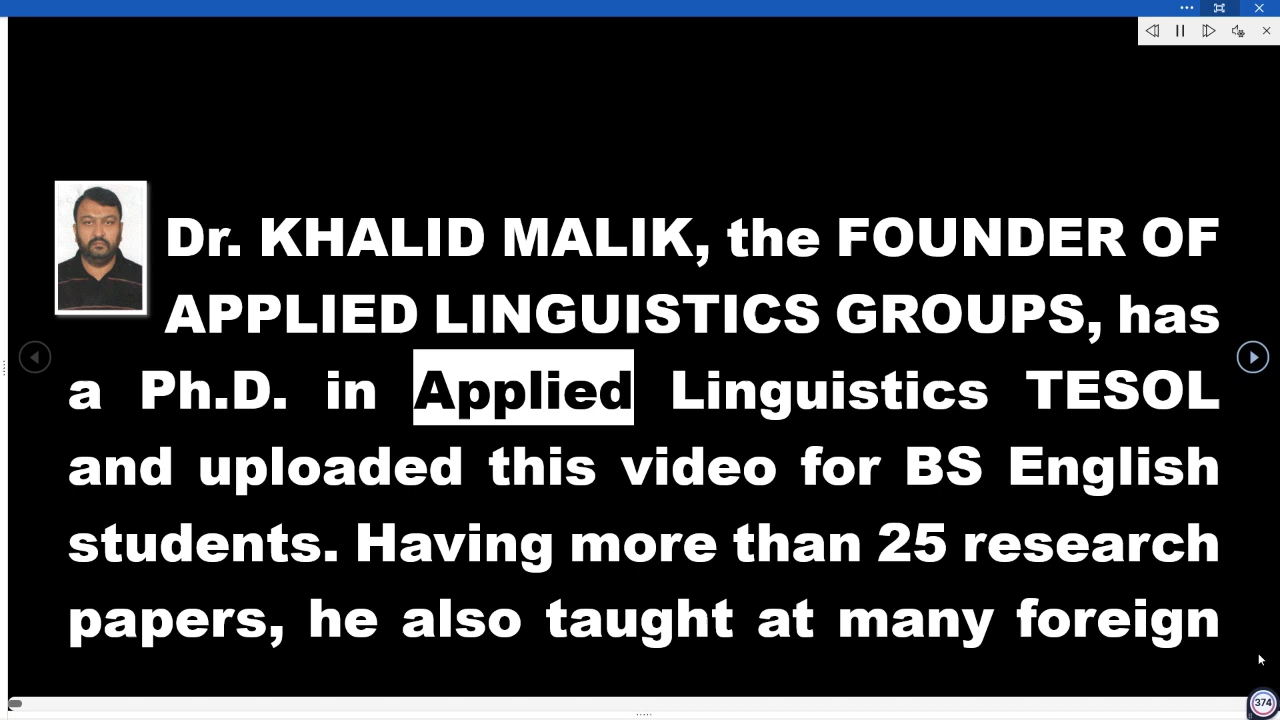 Dr. KHALID MALIK, the FOUNDER OF
APPLIED LINGUISTICS GROUPS, has
a Ph.D. in Applied Linguistics TESOL
and uploaded this video for BS English
students. Having more than 25 research
papers, he also taught at many foreign
374